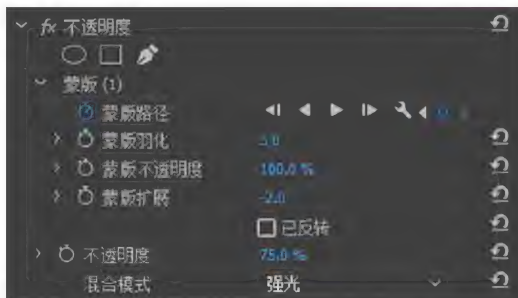 fx 不透明度
蒙版 (1)
蒙版路径
蒙版羽化 5.0
蒙版不透明度 100.0 %
蒙版扩展 -2.0
已反转
不透明度 75.0 %
混合模式 强光